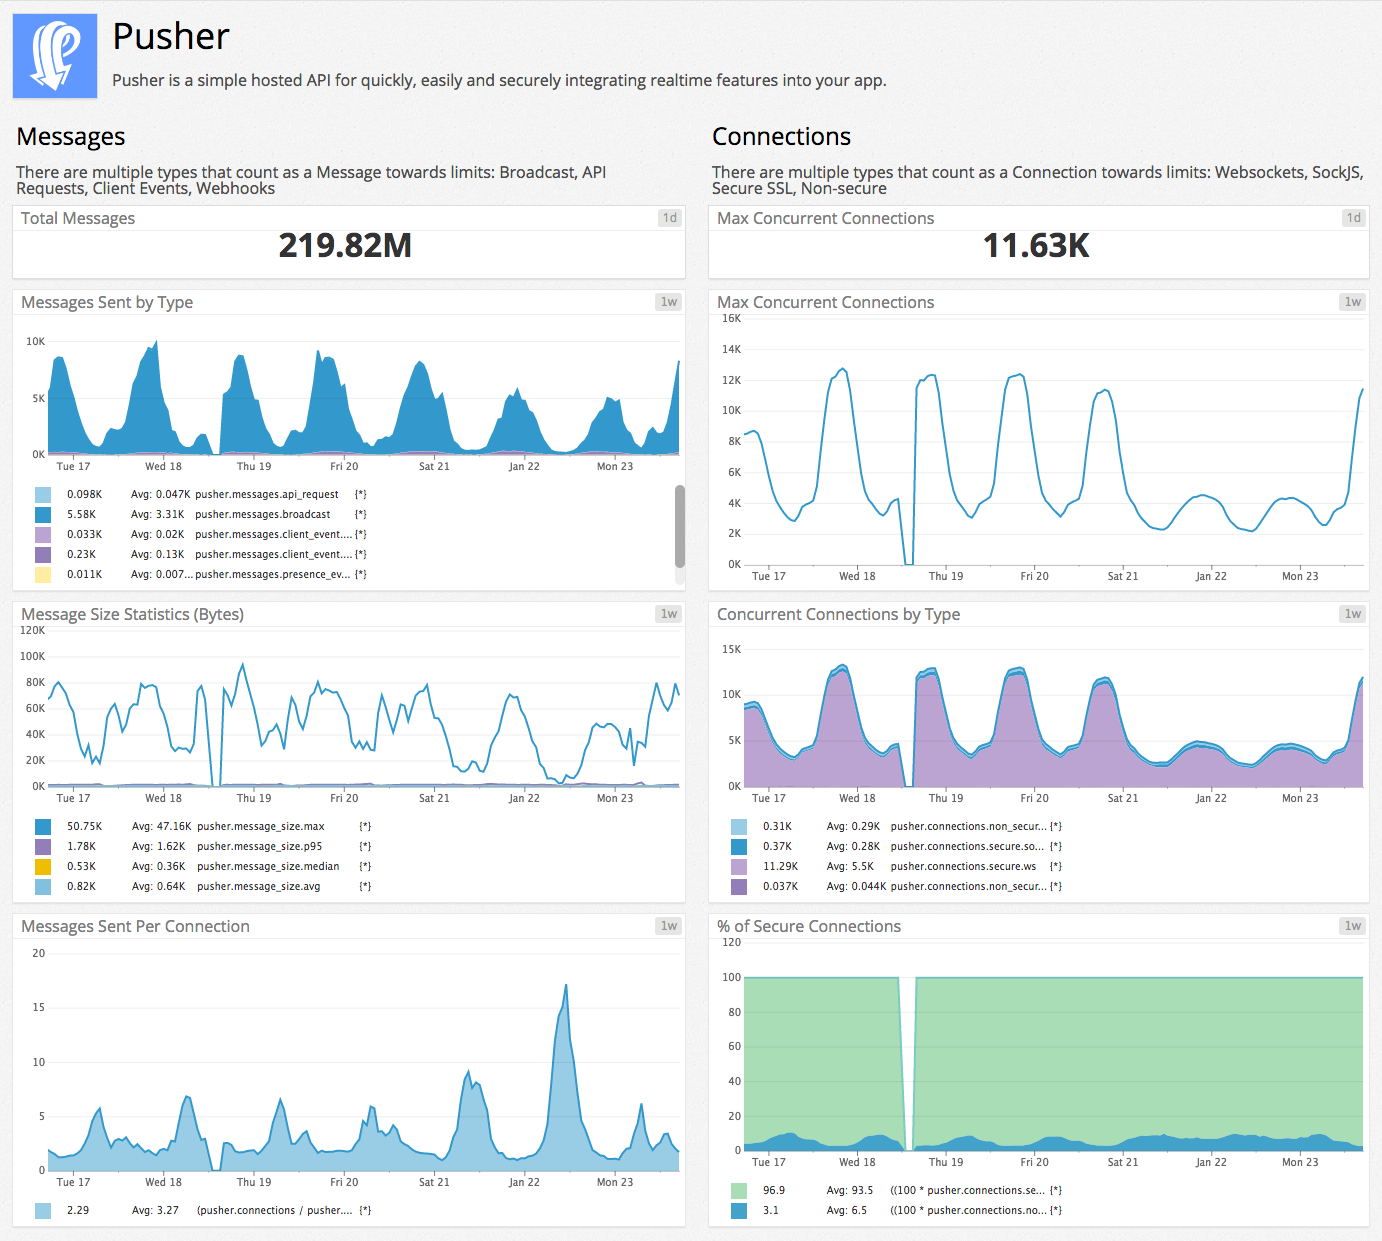 Pusher
Pusher is a simple hosted API for quickly, easily and securely integrating realtime features into your app.
Messages
There are multiple types that count as a Message towards limits: Broadcast, API
Requests, Client Events, Webhooks
Total Messages 1d
219.82M
Messages Sent by Type 1w
10K
5K
0K
Tue 17 Wed 18 Thu 19 Fri 20 Sat 21 Jan 22 Mon 23
0.098K Avg: 0.047K pusher.messages.api_request {*}
5.58K Avg: 3.31K pusher.messages.broadcast {*}
0.033K Avg: 0.02K pusher.messages.client_event.... {*}
0.23K Avg: 0.13K pusher.messages.client_event.... {*}
0.011K Avg: 0.007... pusher.messages.presence_ev... {*}
Message Size Statistics (Bytes) 1w
120K
100K
80K
60K
40K
20K
0K
Tue 17 Wed 18 Thu 19 Fri 20 Sat 21 Jan 22 Mon 23
50.75K Avg: 47.16K pusher.message_size.max {*}
1.78K Avg: 1.62K pusher.message_size.p95 {*}
0.53K Avg: 0.36K pusher.message_size.median {*}
0.82K Avg: 0.64K pusher.message_size.avg {*}
Messages Sent Per Connection 1w
20
15
10
5
0
Tue 17 Wed 18 Thu 19 Fri 20 Sat 21 Jan 22 Mon 23
2.29 Avg: 3.27 (pusher.connections / pusher.... {*}
Connections
There are multiple types that count as a Connection towards limits: Websockets, SockJS,
Secure SSL, Non-secure
Max Concurrent Connections 1d
11.63K
Max Concurrent Connections 1w
16K
14K
12K
10K
8K
6K
4K
2K
0K
Tue 17 Wed 18 Thu 19 Fri 20 Sat 21 Jan 22 Mon 23
Concurrent Connections by Type 1w
15K
10K
5K
0K
Tue 17 Wed 18 Thu 19 Fri 20 Sat 21 Jan 22 Mon 23
0.31K Avg: 0.29K pusher.connections.non_secur... {*}
0.37K Avg: 0.28K pusher.connections.secure.so... {*}
11.29K Avg: 5.5K pusher.connections.secure.ws {*}
0.037K Avg: 0.044K pusher.connections.non_secur... {*}
% of Secure Connections 1w
120
100
80
60
40
20
0
Tue 17 Wed 18 Thu 19 Fri 20 Sat 21 Jan 22 Mon 23
96.9 Avg: 93.5 ((100 * pusher.connections.se... {*}
3.1 Avg: 6.5 ((100 * pusher.connections.no... {*}